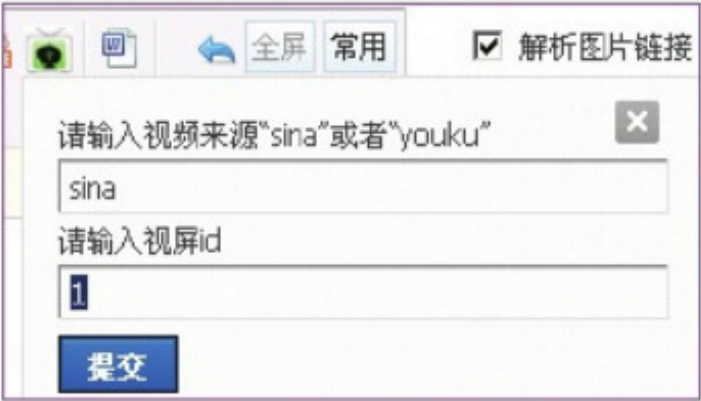 全屏 常用 解析图片链接
请输入视频来源"sina"或者"youku"
sina
请输入视屏id
1
提交